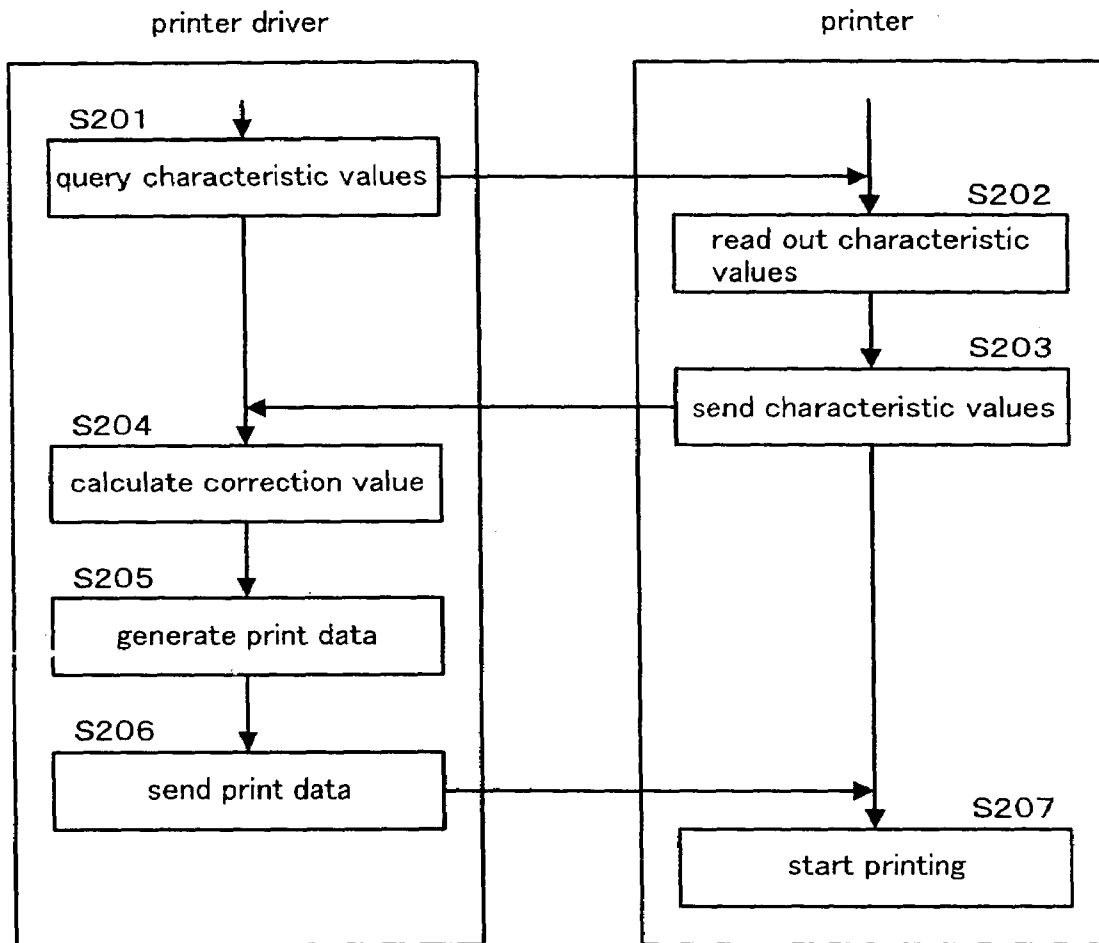 printer driver
printer
S201
query characteristic values
S202
read out characteristic
values
S203
send characteristic values
S204
calculate correction value
S205
generate print data
S206
send print data
S207
start printing